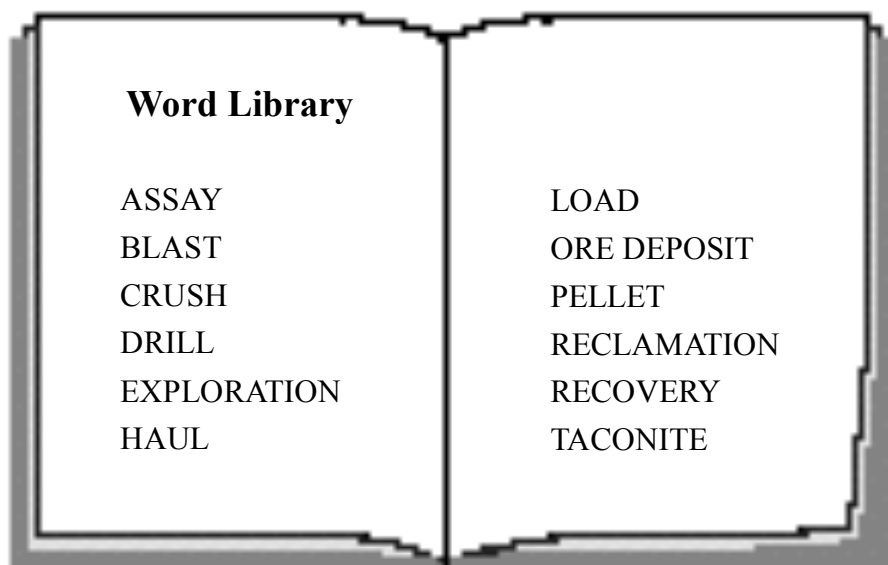 Word Library
ASSAY
BLAST
CRUSH
DRILL
EXPLORATION
HAUL
LOAD
ORE DEPOSIT
PELLET
RECLAMATION
RECOVERY
TACONITE